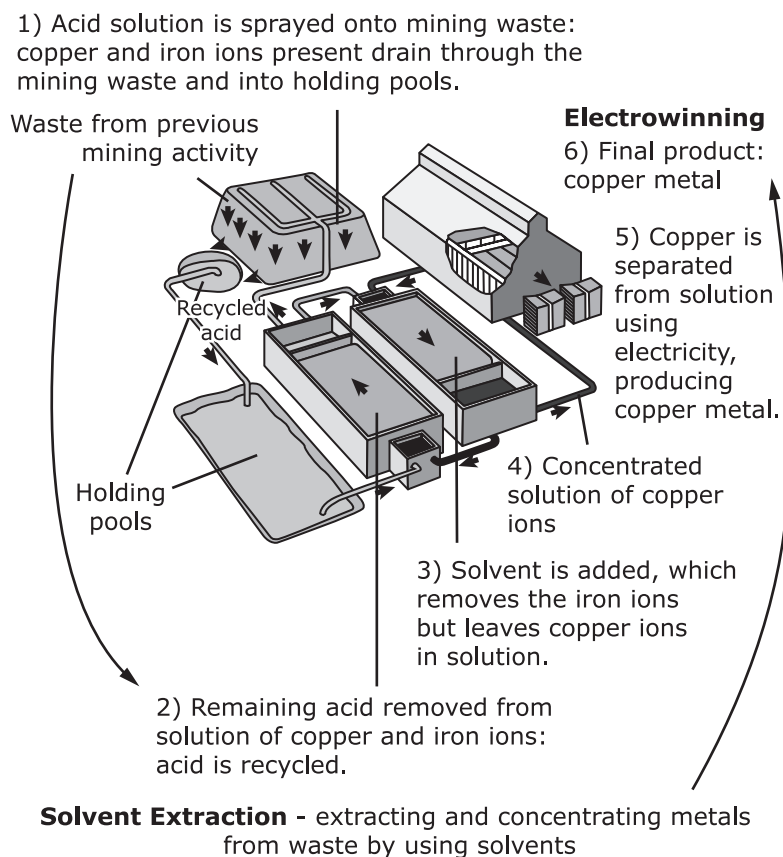 1) Acid solution is sprayed onto mining waste:
copper and iron ions present drain through the
mining waste and into holding pools.
Waste from previous
mining activity
Electrowinning
6) Final product:
copper metal
5) Copper is
separated
from solution
using
electricity,
producing
copper metal.
Recycled
acid
Holding
pools
4) Concentrated
solution of copper
ions
3) Solvent is added, which
removes the iron ions
but leaves copper ions
in solution.
2) Remaining acid removed from
solution of copper and iron ions:
acid is recycled.
Solvent Extraction - extracting and concentrating metals
from waste by using solvents